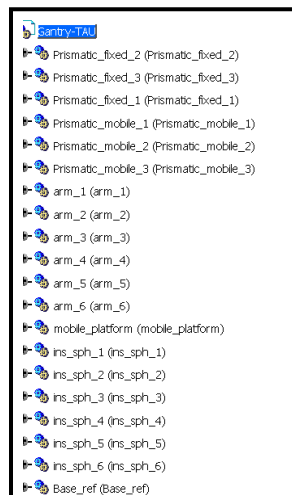 Gantry-TAU
Prismatic_fixed_2 (Prismatic_fixed_2)
Prismatic_fixed_3 (Prismatic_fixed_3)
Prismatic_fixed_1 (Prismatic_fixed_1)
Prismatic_mobile_1 (Prismatic_mobile_1)
Prismatic_mobile_2 (Prismatic_mobile_2)
Prismatic_mobile_3 (Prismatic_mobile_3)
arm_1 (arm_1)
arm_2 (arm_2)
arm_3 (arm_3)
arm_4 (arm_4)
arm_5 (arm_5)
arm_6 (arm_6)
mobile_platform (mobile_platform)
ins_sph_1 (ins_sph_1)
ins_sph_2 (ins_sph_2)
ins_sph_3 (ins_sph_3)
ins_sph_4 (ins_sph_4)
ins_sph_5 (ins_sph_5)
ins_sph_6 (ins_sph_6)
Base_ref (Base_ref)